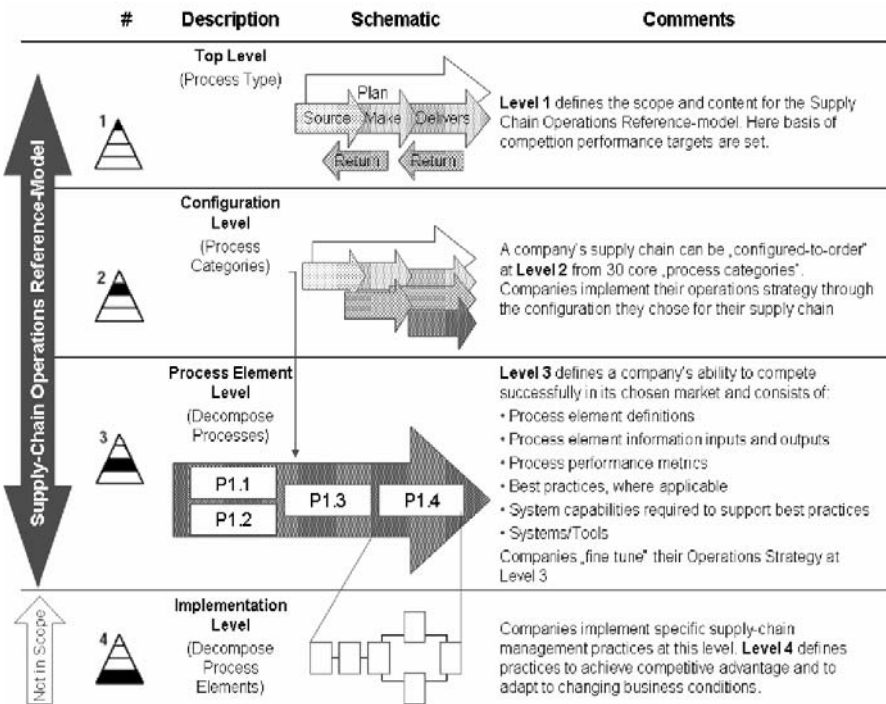 # Description Schematic Comments
Supply-Chain Operations Reference-Model
1
Top Level
(Process Type)
Plan
Source Make Delivers
Return Return
Level 1 defines the scope and content for the Supply
Chain Operations Reference-model. Here basis of
compettion performance targets are set.
2
Configuration
Level
(Process
Categories)
A company's supply chain can be „configured-to-order"
at Level 2 from 30 core „process categories".
Companies implement their operations strategy through
the configuration they chose for their supply chain
3
Process Element
Level
(Decompose
Processes)
P1.1
P1.2
P1.3
P1.4
Level 3 defines a company's ability to compete
successfully in its chosen market and consists of:
• Process element definitions
• Process element information inputs and outputs
• Process performance metrics
• Best practices, where applicable
• System capabilities required to support best practices
• Systems/Tools
Companies „fine tune" their Operations Strategy at
Level 3
Not in Scope
4
Implementation
Level
(Decompose
Process
Elements)
Companies implement specific supply-chain
management practices at this level. Level 4 defines
practices to achieve competitive advantage and to
adapt to changing business conditions.